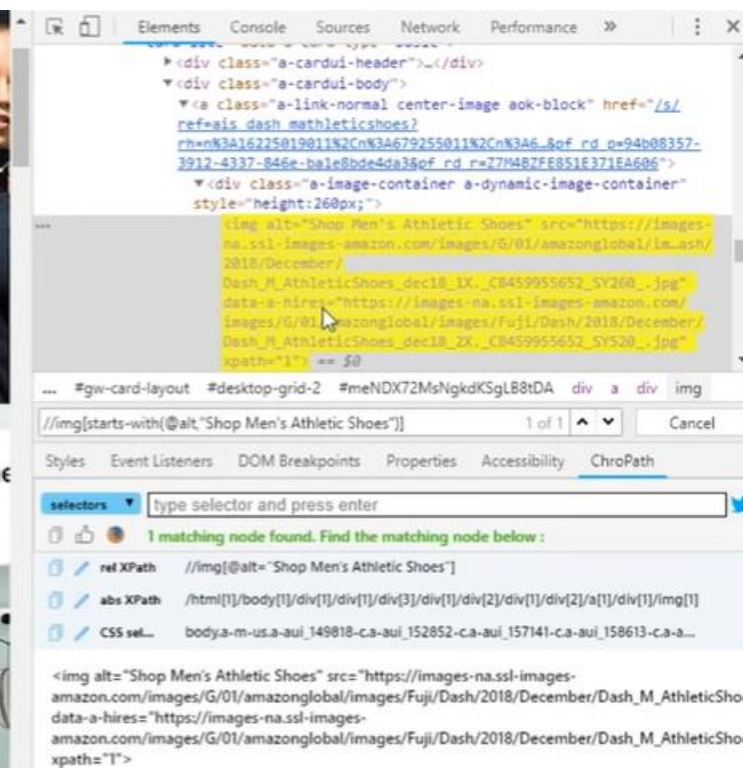 Elements Console Sources Network Performance »
<div class="a-cardui-header">…</div>
<div class="a-cardui-body">
<a class="a-link-normal center-image aok-block" href="/s/
ref=ais_dash_mathleticshoes?
rh=n%3A16225019011%2Cn%3A679255011%2Cn%3A6…&pf_rd_p=94b08357-
3912-4337-846e-ba1e8bde4da3&pf_rd_r=Z7M4BZFE851E371EA606">
<div class="a-image-container a-dynamic-image-container"
style="height:260px;">
... <img alt="Shop Men's Athletic Shoes" src="https://images-
na.ssl-images-amazon.com/images/G/01/amazonglobal/im…ash/
2018/December/
Dash_M_AthleticShoes_dec18_1X._CB459955652_SY260_.jpg"
data-a-hires="https://images-na.ssl-images-amazon.com/
images/G/01/amazonglobal/images/Fuji/Dash/2018/December/
Dash_M_AthleticShoes_dec18_2X._CB459955652_SY520_.jpg"
xpath="1"> == $0
... #gw-card-layout #desktop-grid-2 #meNDX72MsNgkdKSgLB8tDA div a div img
//img[starts-with(@alt,"Shop Men's Athletic Shoes")] 1 of 1 Cancel
Styles Event Listeners DOM Breakpoints Properties Accessibility ChroPath
selectors type selector and press enter
1 matching node found. Find the matching node below :
rel XPath //img[@alt="Shop Men's Athletic Shoes"]
abs XPath /html[1]/body[1]/div[1]/div[1]/div[3]/div[1]/div[2]/div[1]/div[2]/a[1]/div[1]/img[1]
CSS sel... body.a-m-us.a-aui_149818-c.a-aui_152852-c.a-aui_157141-c.a-aui_158613-c.a-a...
<img alt="Shop Men's Athletic Shoes" src="https://images-na.ssl-images-
amazon.com/images/G/01/amazonglobal/images/Fuji/Dash/2018/December/Dash_M_AthleticSho
data-a-hires="https://images-na.ssl-images-
amazon.com/images/G/01/amazonglobal/images/Fuji/Dash/2018/December/Dash_M_AthleticSho
xpath="1">